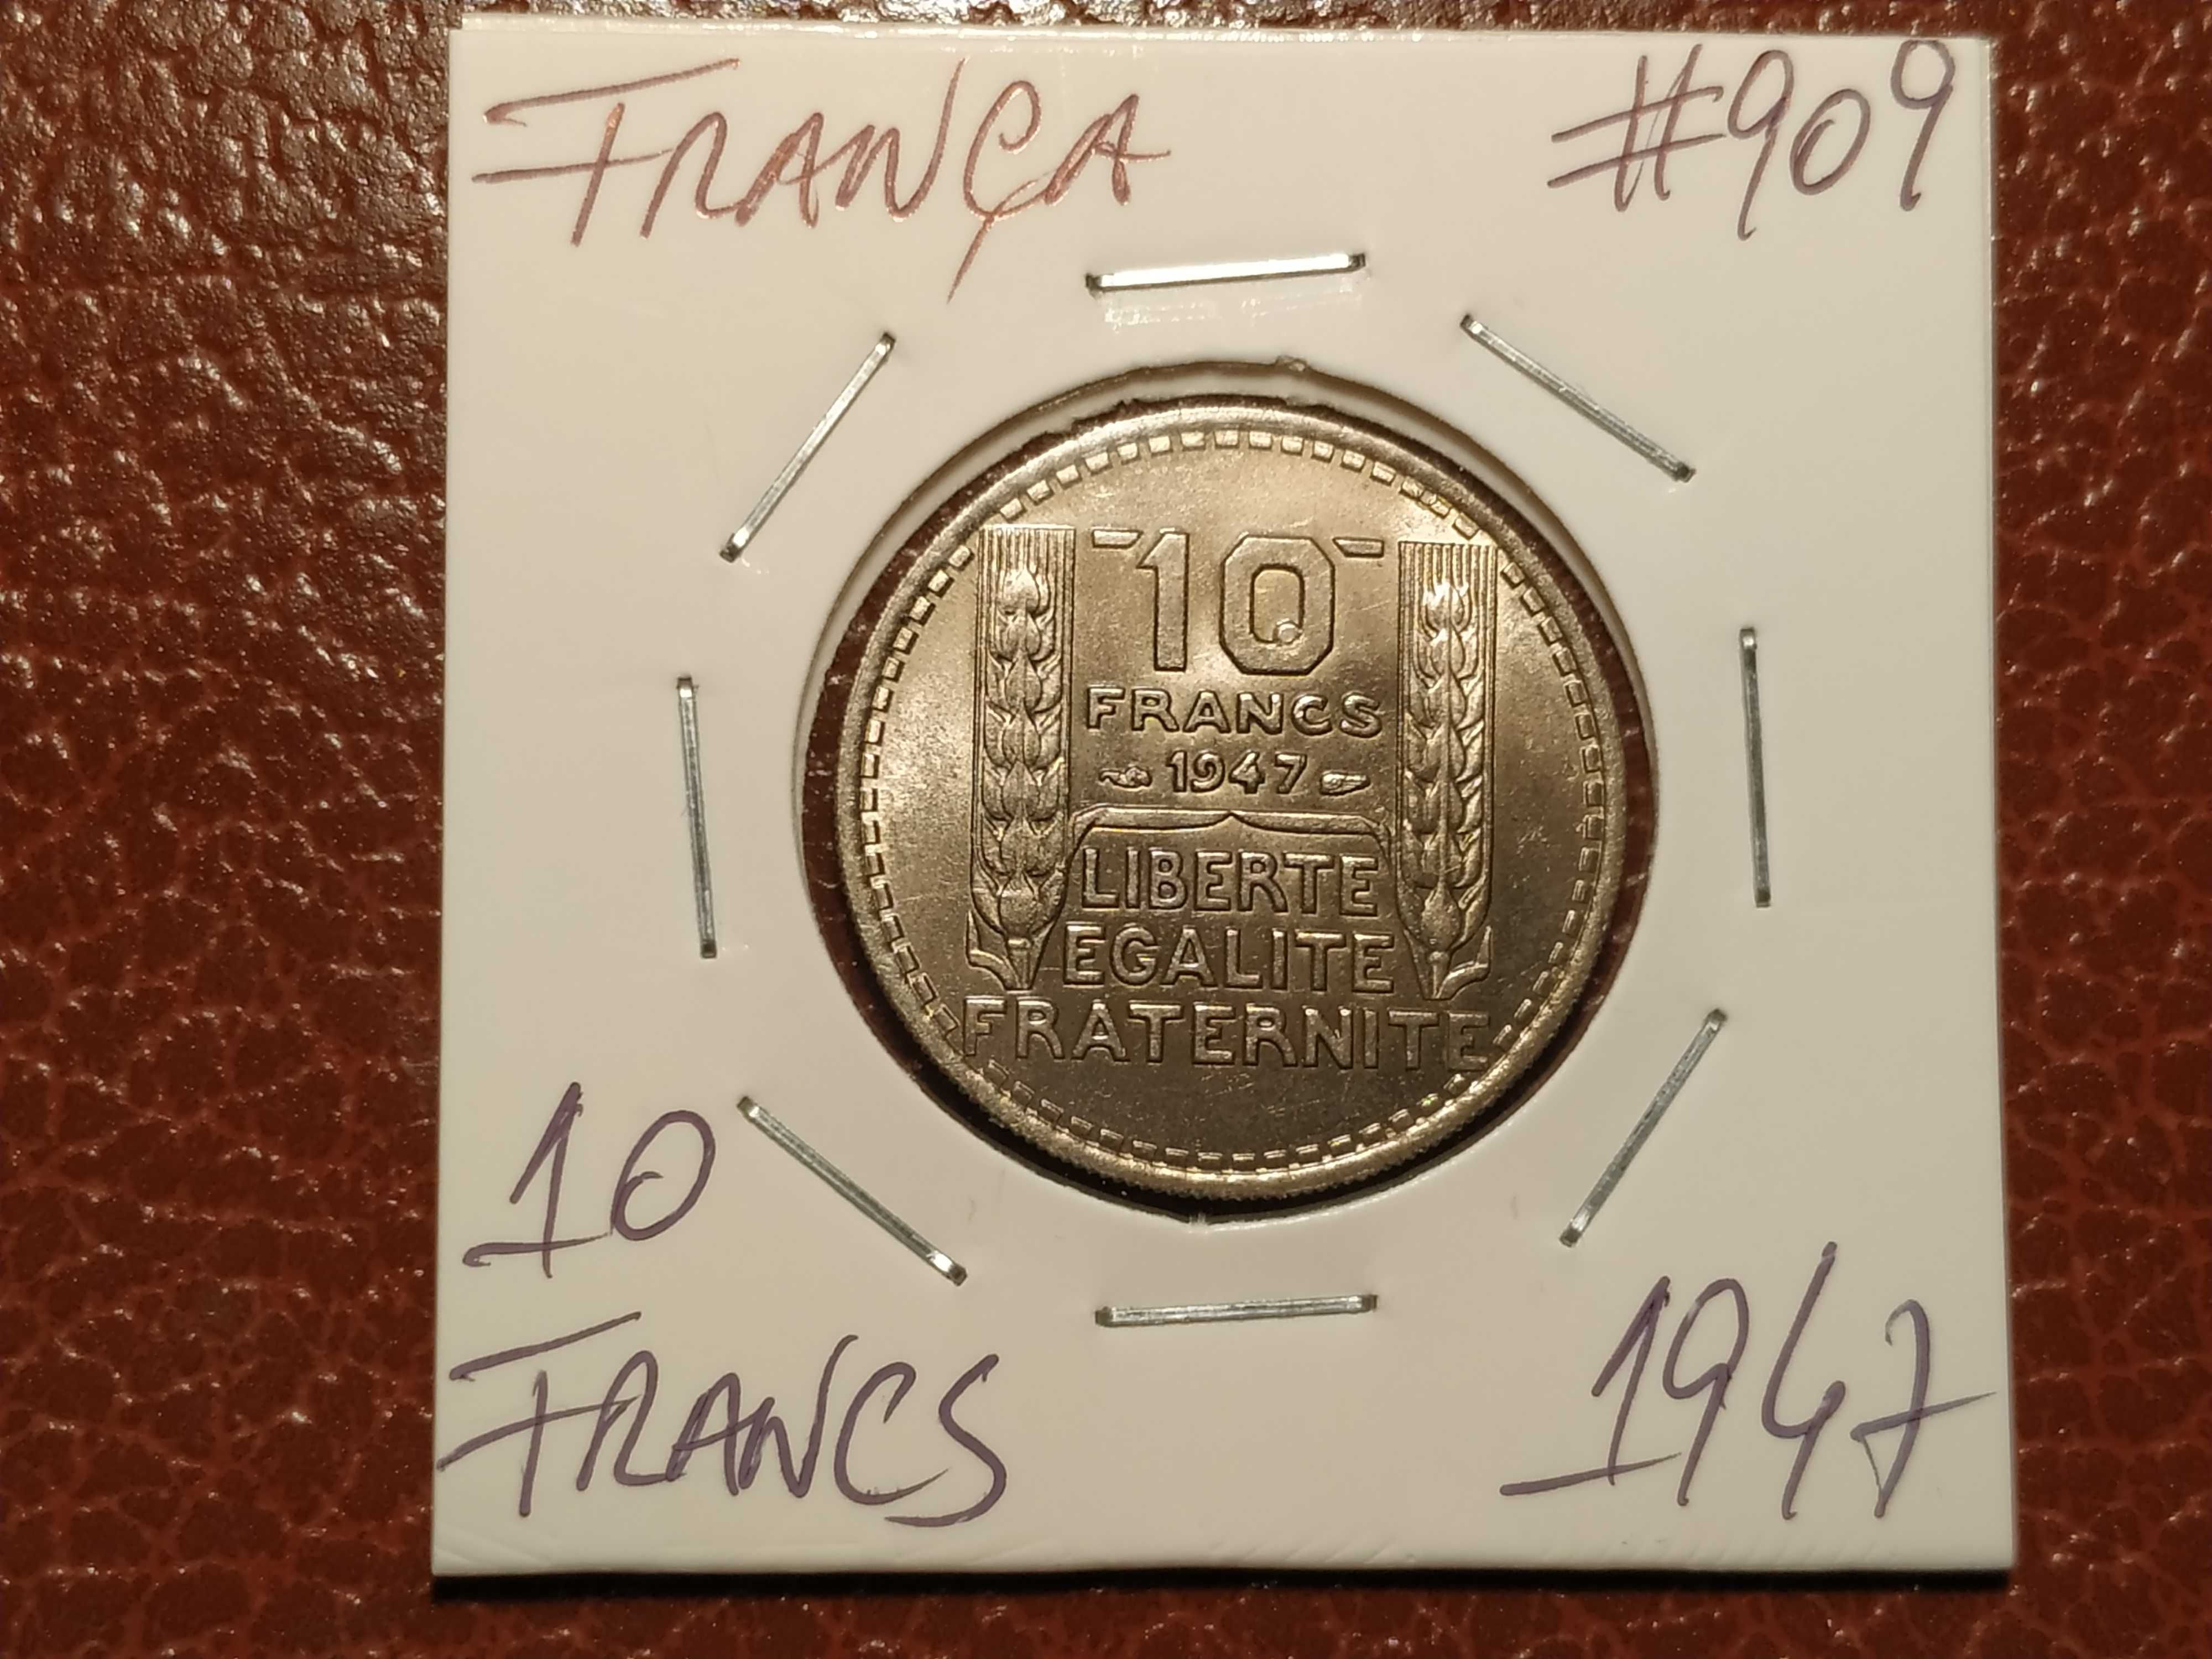 FRANÇA #909
10
FRANCS
1947
LIBERTE
EGALITE
FRATERNITE
10
FRANCS
1947